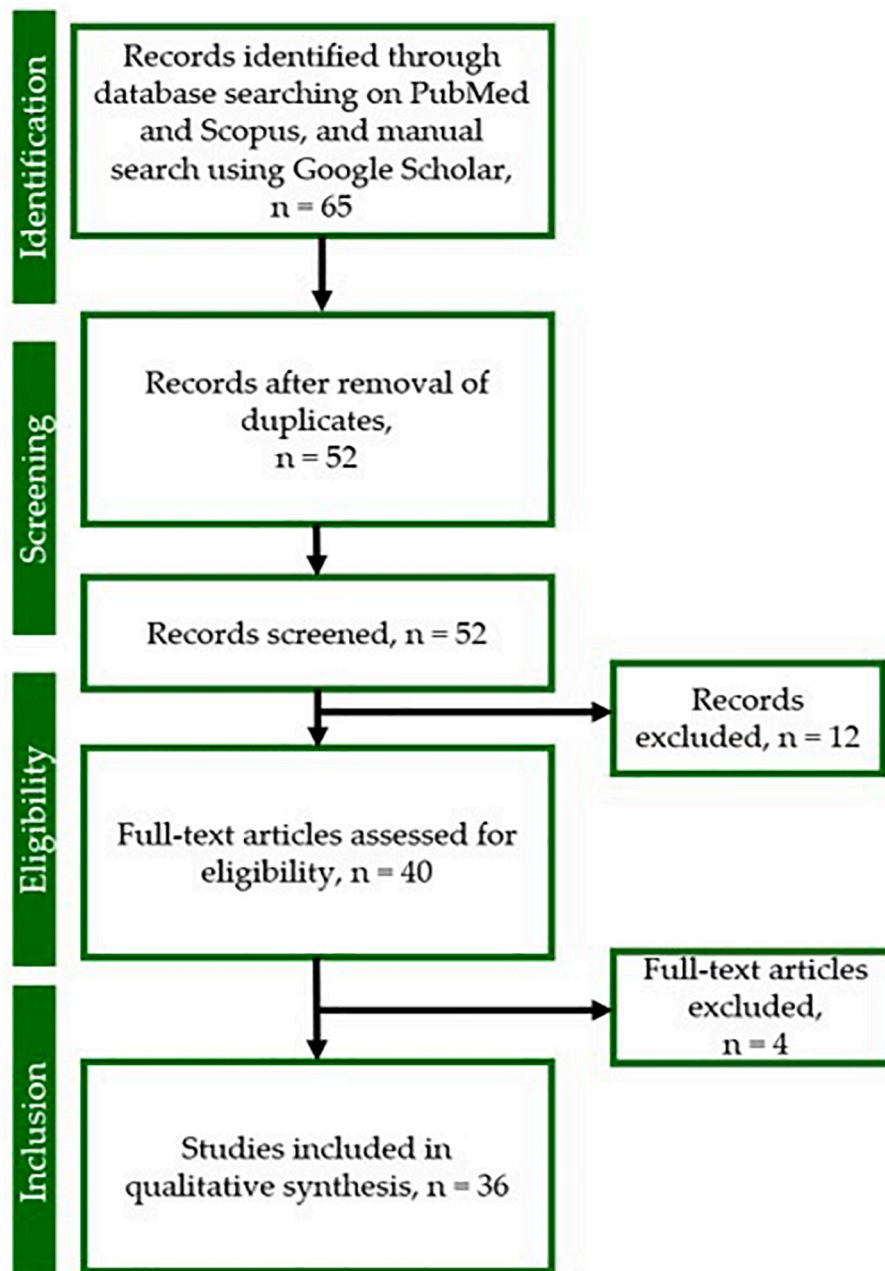 Identification
Records identified through
database searching on PubMed
and Scopus, and manual
search using Google Scholar,
n = 65
Screening
Records after removal of
duplicates,
n = 52
Records screened, n = 52
Eligibility
Records
excluded, n = 12
Full-text articles assessed for
eligibility, n = 40
Full-text articles
excluded,
n = 4
Inclusion
Studies included in
qualitative synthesis, n = 36